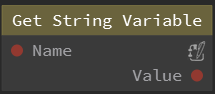 Get String Variable
Name
Value